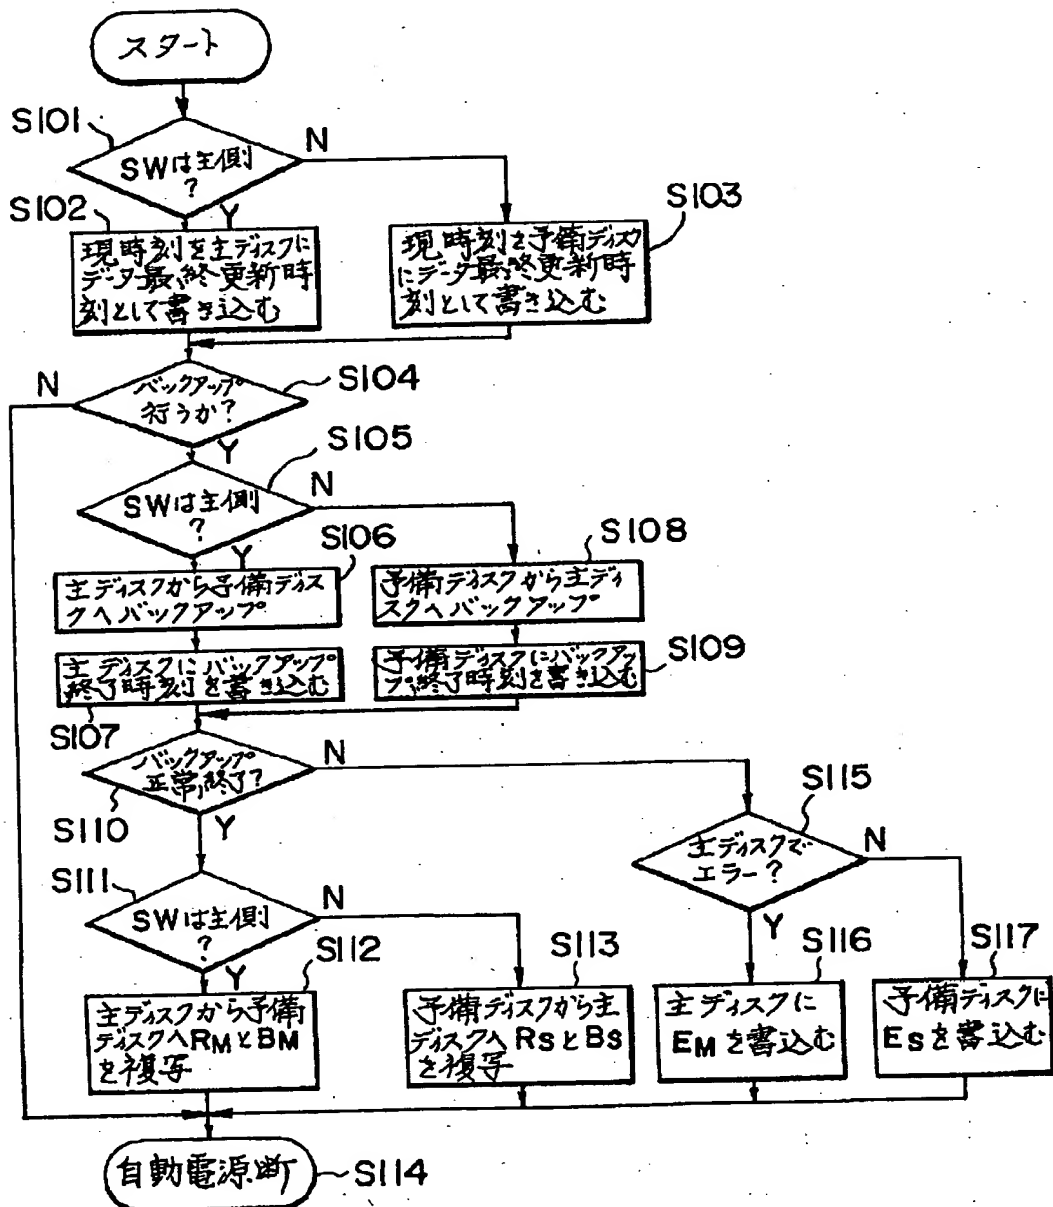 スタート
S101
N
SWは主側
?
S102
Y
S103
現時刻を主ディスクに
データ最終更新時
刻として書き込む
現時刻を予備ディスク
にデータ最終更新時
刻として書き込む
N
S104
バックアップ
行うか?
Y
S105
N
SWは主側
?
S106
Y
S108
主ディスクから予備ディス
クへバックアップ
予備ディスクから主ディ
スクへバックアップ
主ディスクにバックアップ
終了時刻を書き込む
予備ディスクにバックアッ
プ終了時刻を書き込む
S109
S107
バックアップ
正常終了?
N
S110
Y
S115
主ディスクで
エラー?
N
S111
N
SWは主側
?
S112
Y
S113
Y
S116
S117
主ディスクから予備
ディスクへRMとBM
を複写
予備ディスクから主
ディスクへRSとBS
を複写
主ディスクに
EMを書込む
予備ディスクに
ESを書込む
自動電源断
S114